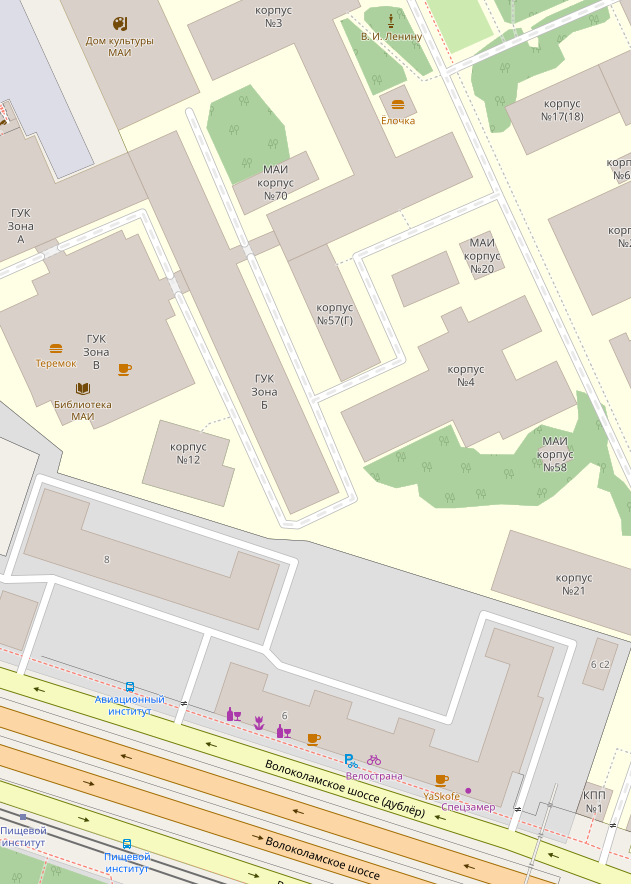 корпус
№3
Дом культуры
МАИ
В. И. Ленину
Ёлочка
корпус
№17(18)
МАИ
корпус
№70
ГУК
Зона
А
МАИ
корпус
№20
корпус
№57(Г)
ГУК
Зона
В
Теремок
Библиотека
МАИ
ГУК
Зона
Б
корпус
№4
корпус
№12
МАИ
корпус
№58
8
корпус
№21
6 с2
Авиационный
институт
6
Велострана
YaSkofe
Спецзамер
КПП
№1
Волоколамское шоссе (дублёр)
Пищевой
институт
Пищевой
институт
Волоколамское шоссе